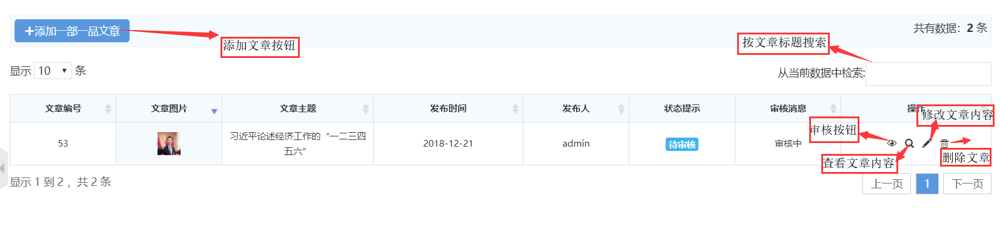 添加一部一品文章
共有数据：2 条
按文章标题搜索
添加文章按钮
显示 10 条
从当前数据中检索:
文章编号 文章图片 文章主题 发布时间 发布人 状态提示 审核消息 操作
修改文章内容
审核按钮
53 习近平论述经济工作的“一二三四 2018-12-21 admin 待审核 审核中
五六”
删除文章
查看文章内容
显示 1 到 2 ，共 2 条
上一页 1 下一页